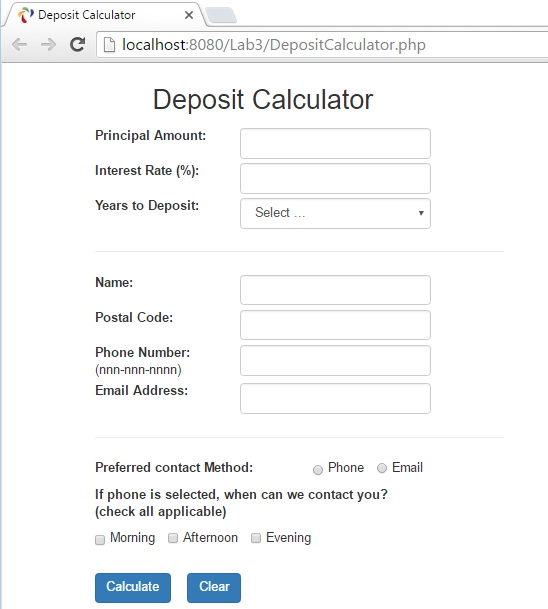 Deposit Calculator
localhost:8080/Lab3/DepositCalculator.php
Deposit Calculator
Principal Amount:
Interest Rate (%):
Years to Deposit: Select ...
Name:
Postal Code:
Phone Number:
(nnn-nnn-nnnn)
Email Address:
Preferred contact Method: Phone Email
If phone is selected, when can we contact you?
(check all applicable)
Morning Afternoon Evening
Calculate Clear